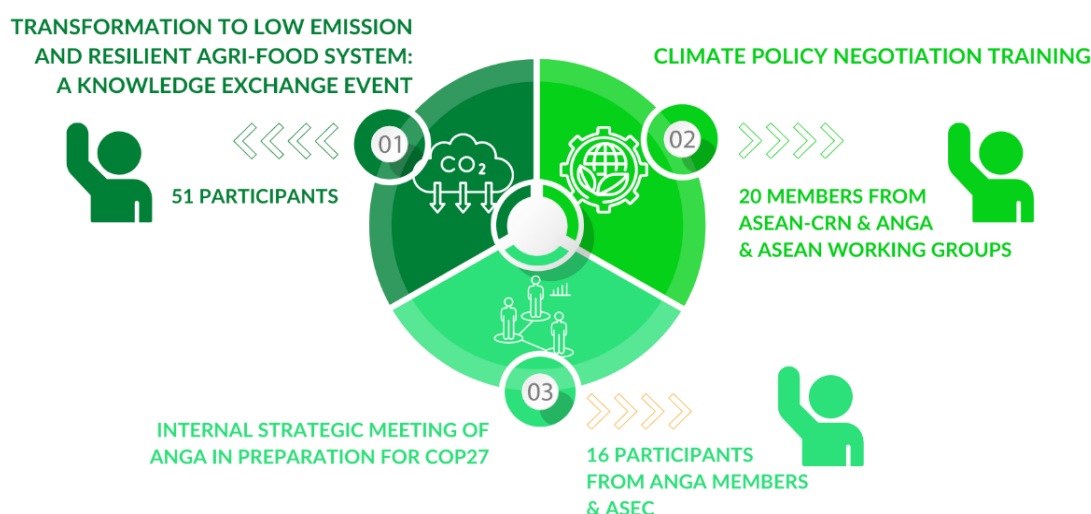 TRANSFORMATION TO LOW EMISSION
AND RESILIENT AGRI-FOOD SYSTEM:
A KNOWLEDGE EXCHANGE EVENT
01
CO₂
51 PARTICIPANTS
CLIMATE POLICY NEGOTIATION TRAINING
02
20 MEMBERS FROM
ASEAN-CRN & ANGA
& ASEAN WORKING GROUPS
03
INTERNAL STRATEGIC MEETING OF
ANGA IN PREPARATION FOR COP27
16 PARTICIPANTS
FROM ANGA MEMBERS
& ASEC